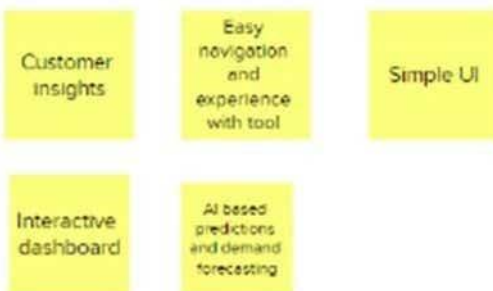 Customer
insights
Easy
navigation
and
experience
with tool
Simple UI
Interactive
dashboard
AI based
predictions
and demand
forecasting